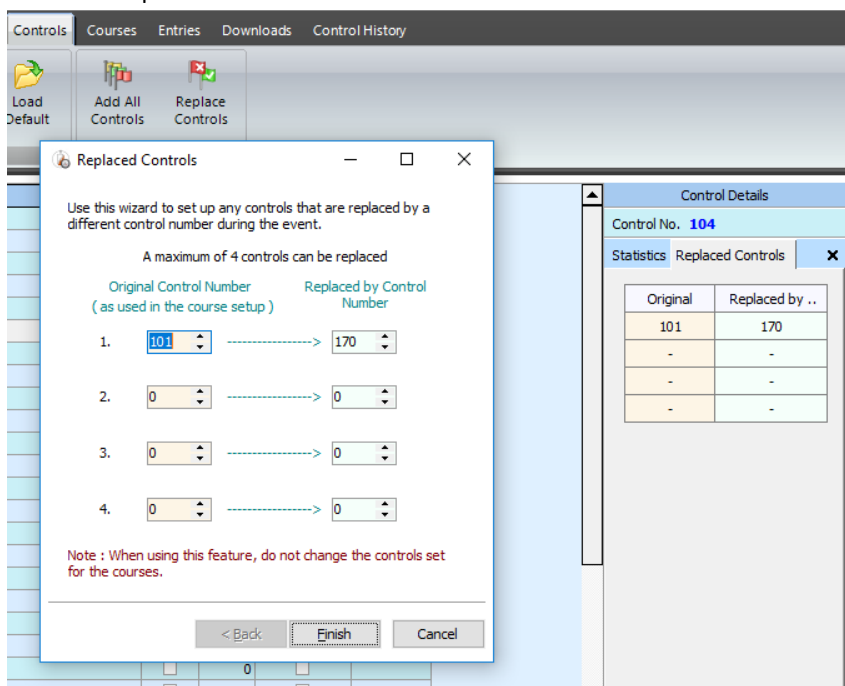 Controls Courses Entries Downloads Control History
Load Default
Add All Controls
Replace Controls
Replaced Controls
Use this wizard to set up any controls that are replaced by a
different control number during the event.
A maximum of 4 controls can be replaced
Original Control Number
( as used in the course setup )
Replaced by Control
Number
1. 101 -----------------> 170
2. 0 -----------------> 0
3. 0 -----------------> 0
4. 0 -----------------> 0
Note : When using this feature, do not change the controls set
for the courses.
< Back Finish Cancel
0
Control Details
Control No. 104
Statistics Replaced Controls x
Original Replaced by ..
101 170
- -
- -
- -